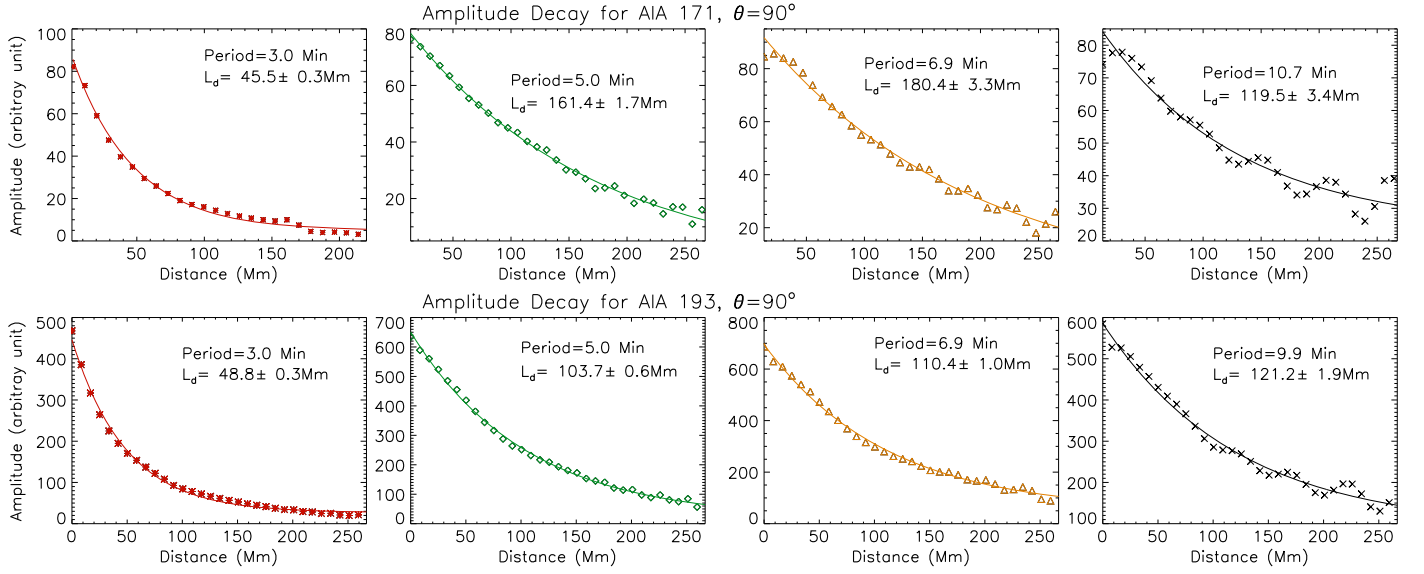 Amplitude Decay for AIA 171, θ=90°
Amplitude (arbitray unit)
100
80
60
40
20
0
Period=3.0 Min
L_d= 45.5± 0.3Mm
0 50 100 150 200
Distance (Mm)
80
60
40
20
Period=5.0 Min
L_d= 161.4± 1.7Mm
50 100 150 200 250
Distance (Mm)
100
80
60
40
20
Period=6.9 Min
L_d= 180.4± 3.3Mm
50 100 150 200 250
Distance (Mm)
80
70
60
50
40
30
20
Period=10.7 Min
L_d= 119.5± 3.4Mm
50 100 150 200 250
Distance (Mm)
Amplitude Decay for AIA 193, θ=90°
Amplitude (arbitray unit)
500
400
300
200
100
0
Period=3.0 Min
L_d= 48.8± 0.3Mm
0 50 100 150 200 250
Distance (Mm)
700
600
500
400
300
200
100
0
Period=5.0 Min
L_d= 103.7± 0.6Mm
0 50 100 150 200 250
Distance (Mm)
800
600
400
200
0
Period=6.9 Min
L_d= 110.4± 1.0Mm
0 50 100 150 200 250
Distance (Mm)
600
500
400
300
200
100
Period=9.9 Min
L_d= 121.2± 1.9Mm
0 50 100 150 200 250
Distance (Mm)